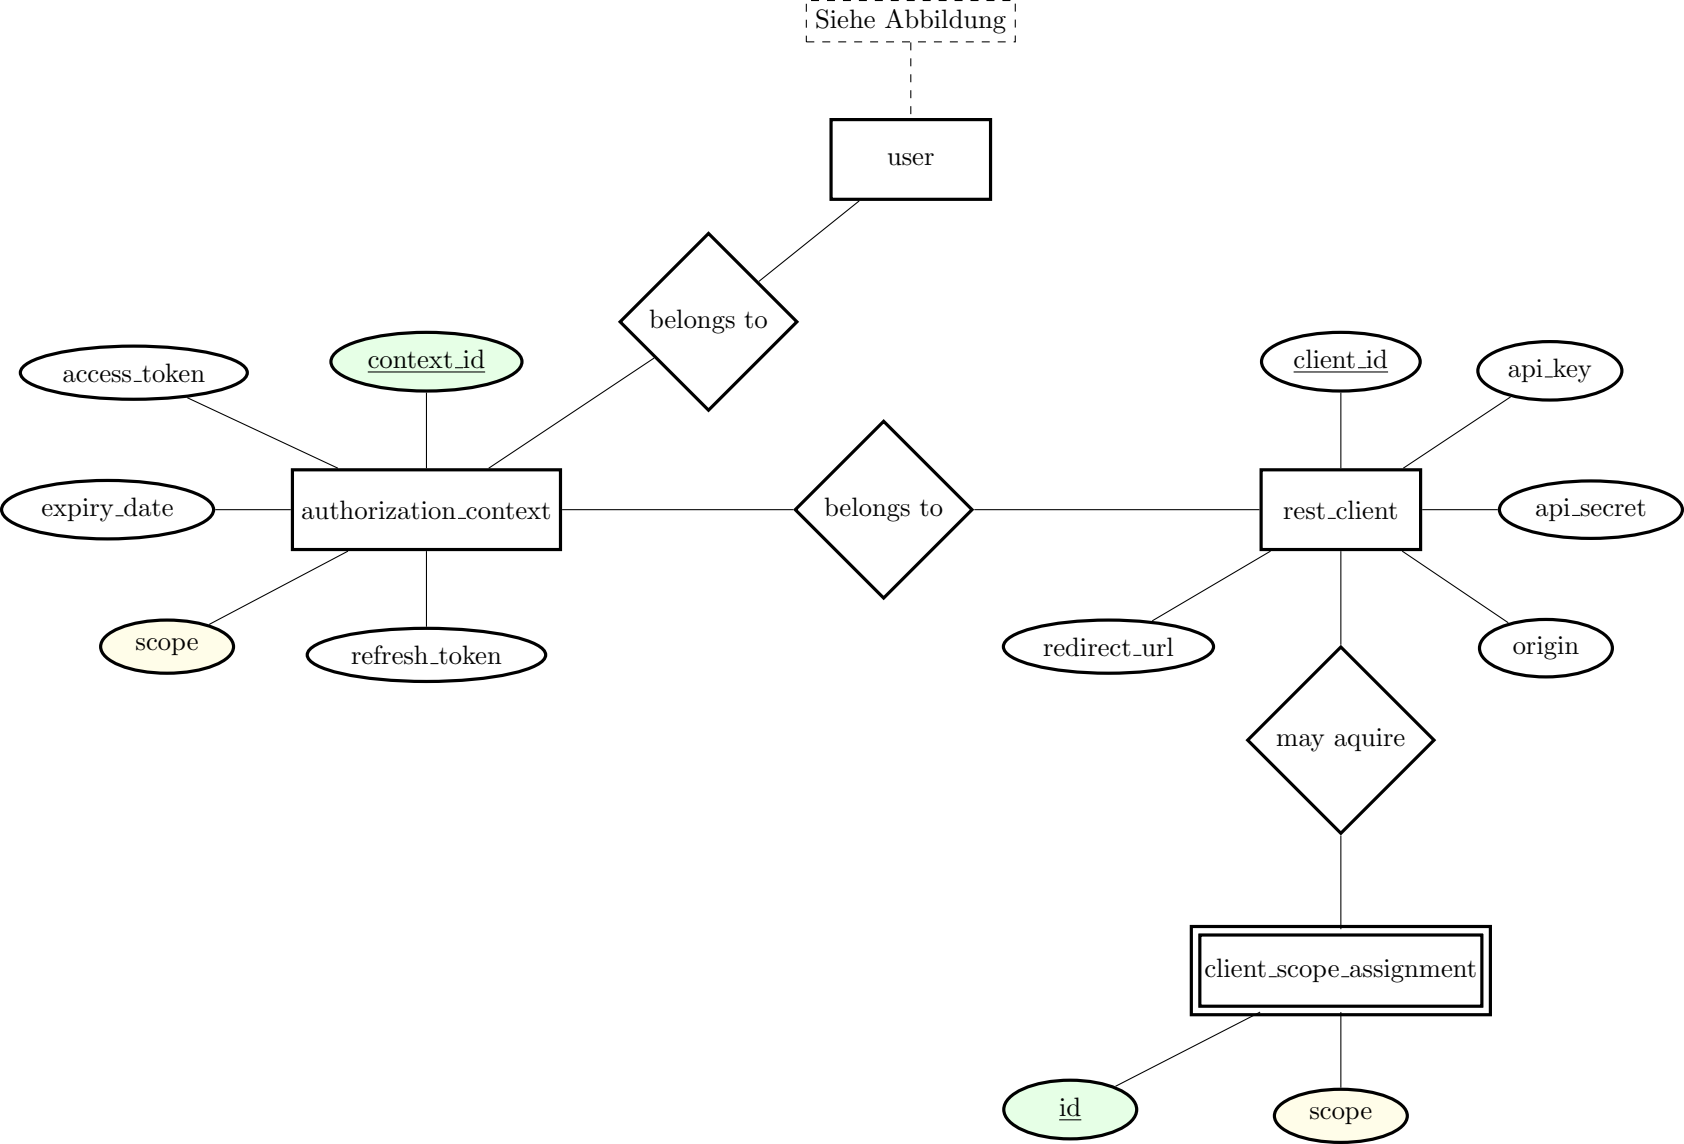 Siehe Abbildung
user
belongs to
access_token
context_id
client_id
api_key
expiry_date
authorization_context
belongs to
rest_client
api_secret
scope
refresh_token
redirect_url
origin
may aquire
client_scope_assignment
id
scope